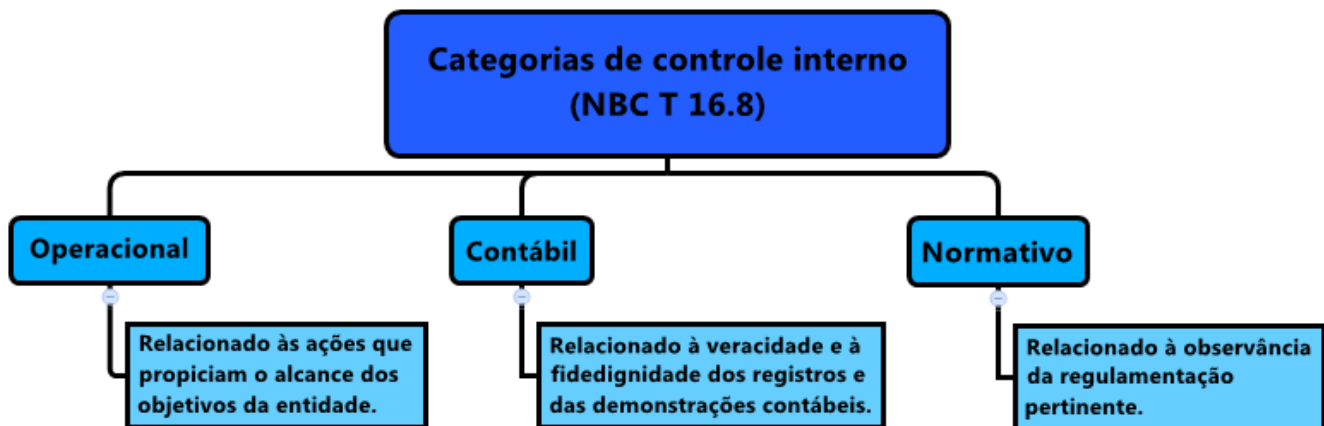 Categorias de controle interno
(NBC T 16.8)
Operacional
Contábil
Normativo
Relacionado às ações que
propiciam o alcance dos
objetivos da entidade.
Relacionado à veracidade e à
fidedignidade dos registros e
das demonstrações contábeis.
Relacionado à observância
da regulamentação
pertinente.